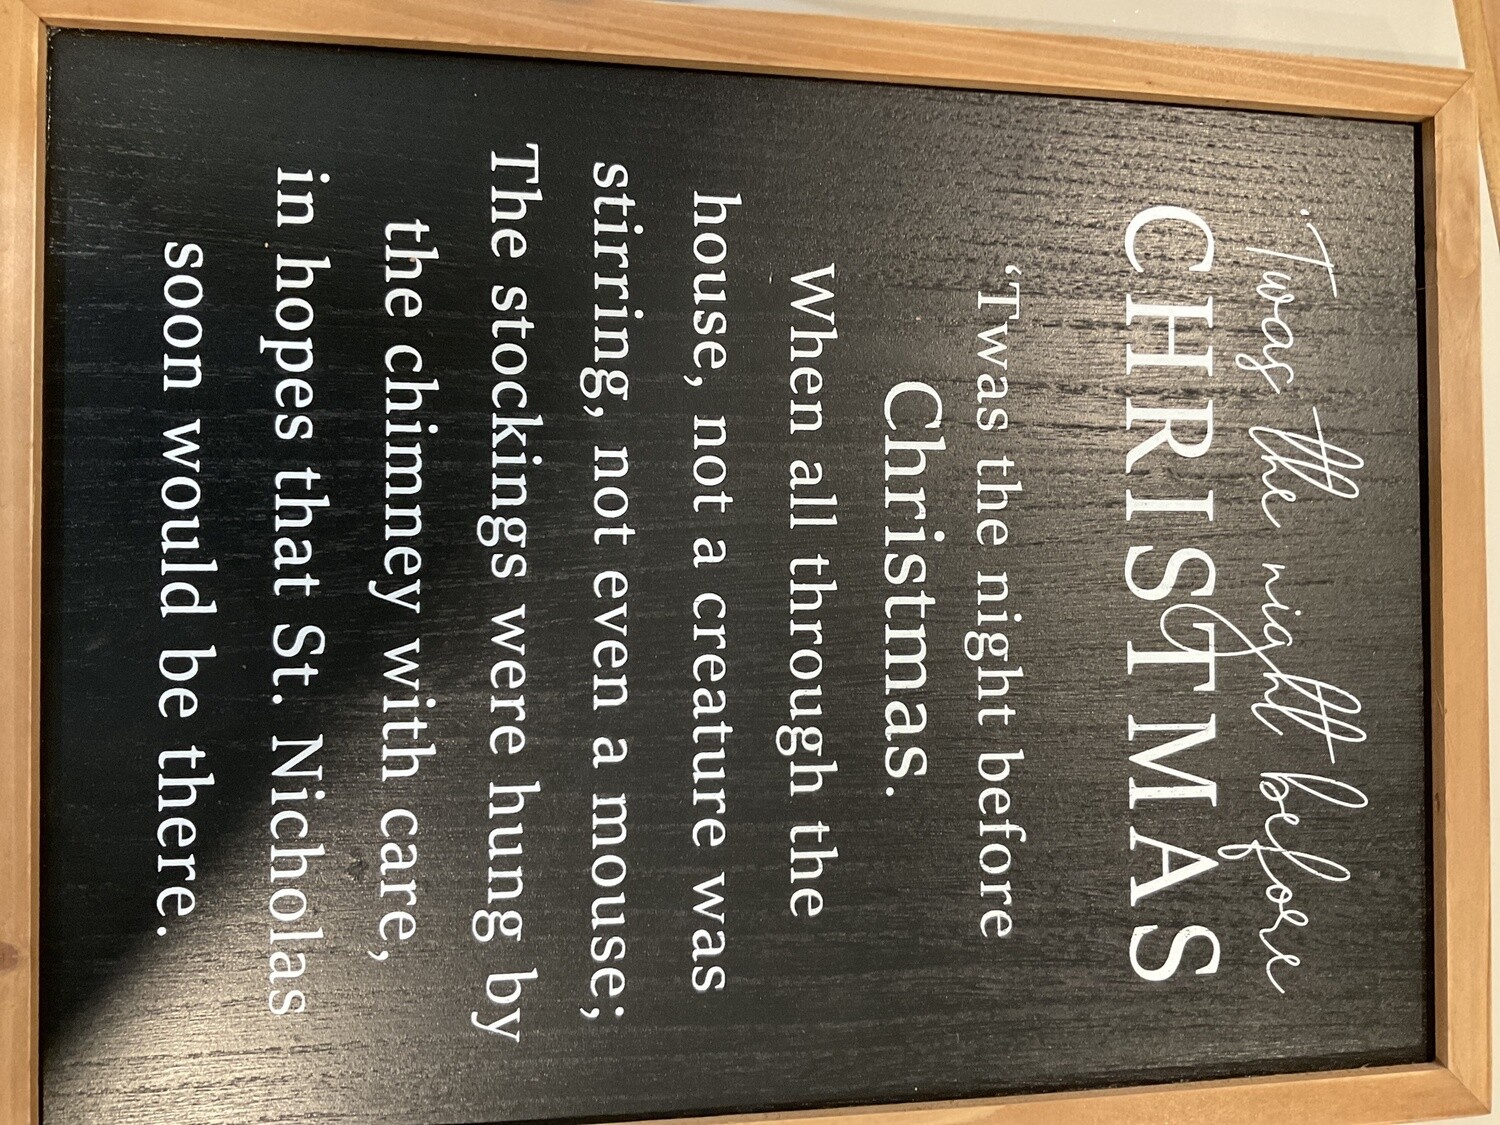 'Twas the night before
CHRISTMAS
‘Twas the night before
Christmas.
When all through the
house, not a creature was
stirring, not even a mouse;
The stockings were hung by
the chimney with care,
in hopes that St. Nicholas
soon would be there.